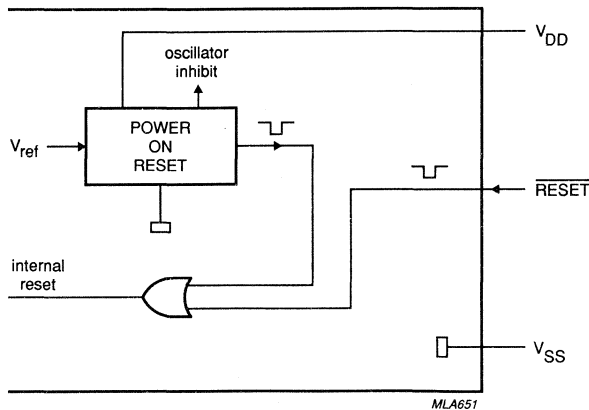 V_DD
oscillator
inhibit
POWER
ON
RESET
V_ref
RESET
internal
reset
V_SS
MLA651